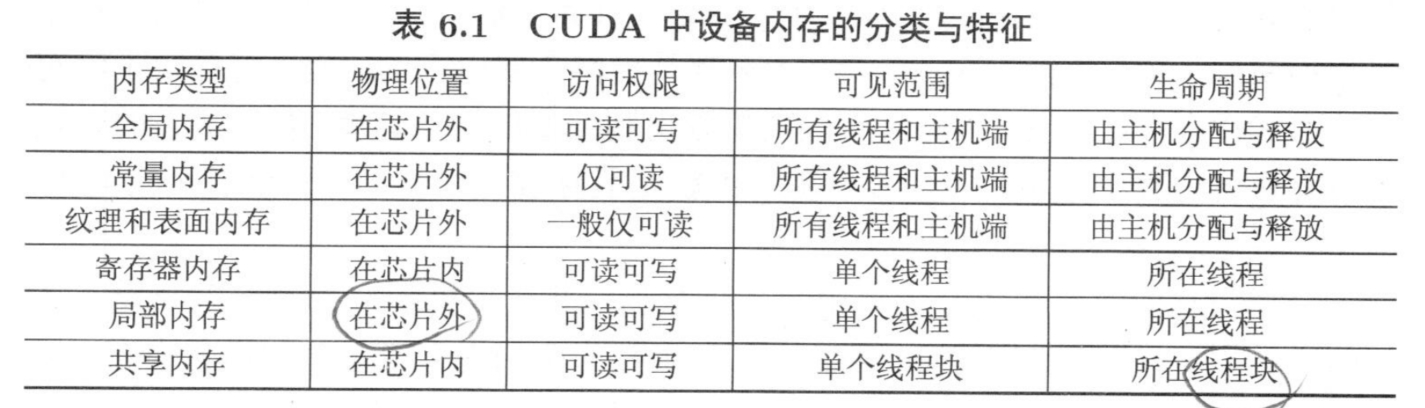 表 6.1 CUDA 中设备内存的分类与特征
内存类型 物理位置 访问权限 可见范围 生命周期
全局内存 在芯片外 可读可写 所有线程和主机端 由主机分配与释放
常量内存 在芯片外 仅可读 所有线程和主机端 由主机分配与释放
纹理和表面内存 在芯片外 一般仅可读 所有线程和主机端 由主机分配与释放
寄存器内存 在芯片内 可读可写 单个线程 所在线程
局部内存 在芯片外 可读可写 单个线程 所在线程
共享内存 在芯片内 可读可写 单个线程块 所在线程块